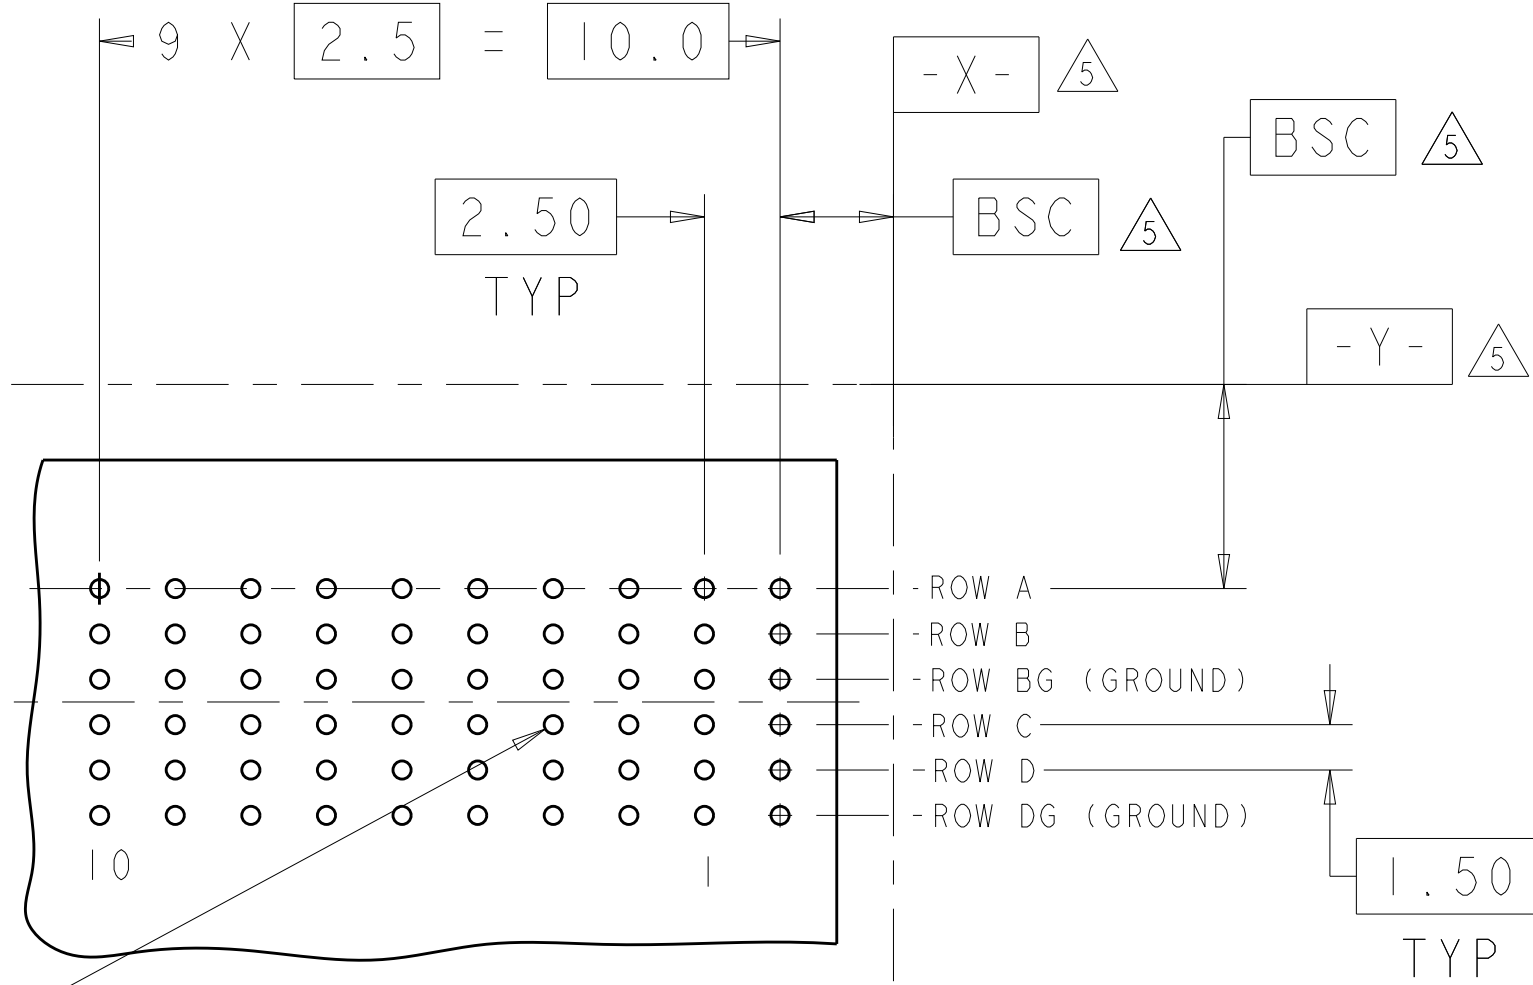 9 X 2.5 = 10.0
-X- 5
BSC 5
2.50
BSC 5
TYP
-Y- 5
-ROW A
-ROW B
-ROW BG (GROUND)
-ROW C
-ROW D
-ROW DG (GROUND)
10 1
1.50
TYP